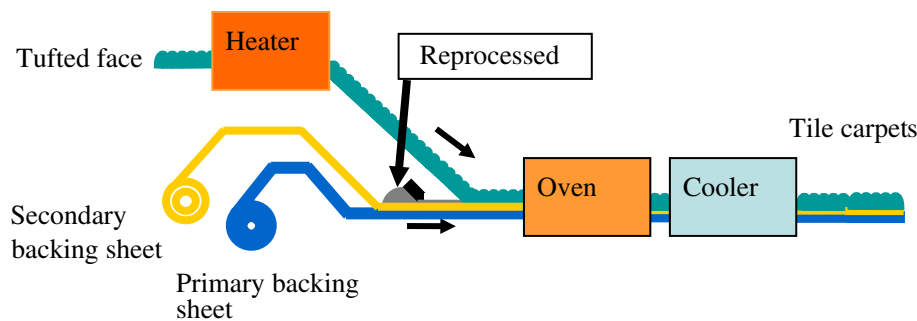 Heater
Reprocessed
Tufted face
Tile carpets
Oven
Cooler
Secondary
backing sheet
Primary backing
sheet